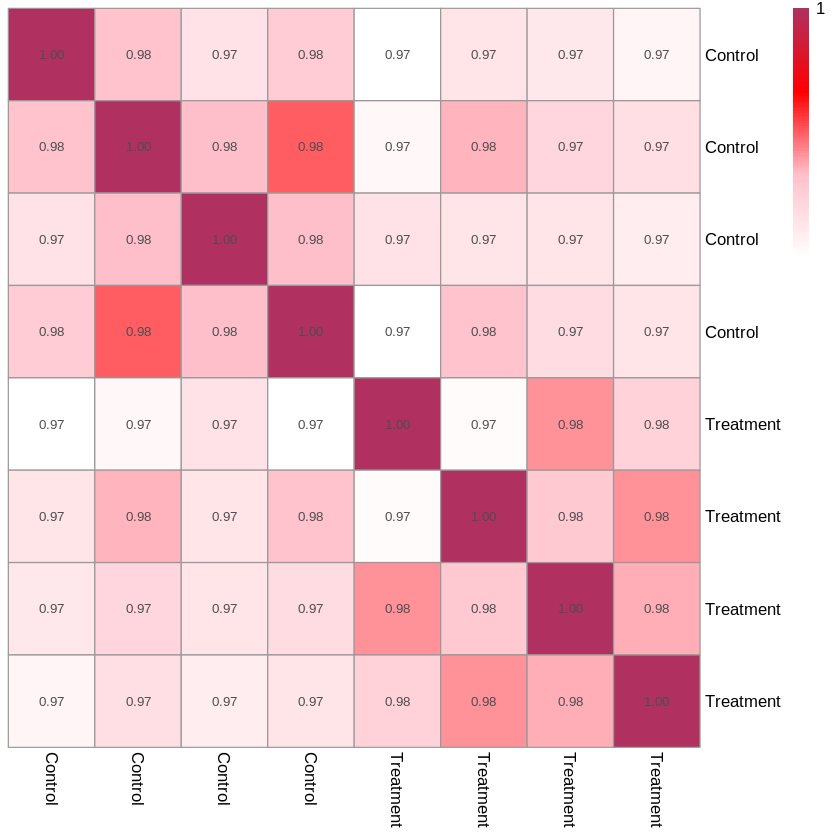 1
1.00 0.98 0.97 0.98 0.97 0.97 0.97 0.97 Control
0.98 1.00 0.98 0.98 0.97 0.98 0.97 0.97 Control
0.97 0.98 1.00 0.98 0.97 0.97 0.97 0.97 Control
0.98 0.98 0.98 1.00 0.97 0.98 0.97 0.97 Control
0.97 0.97 0.97 0.97 1.00 0.97 0.98 0.98 Treatment
0.97 0.98 0.97 0.98 0.97 1.00 0.98 0.98 Treatment
0.97 0.97 0.97 0.97 0.98 0.98 1.00 0.98 Treatment
0.97 0.97 0.97 0.97 0.98 0.98 0.98 1.00 Treatment
Control Control Control Control Treatment Treatment Treatment Treatment